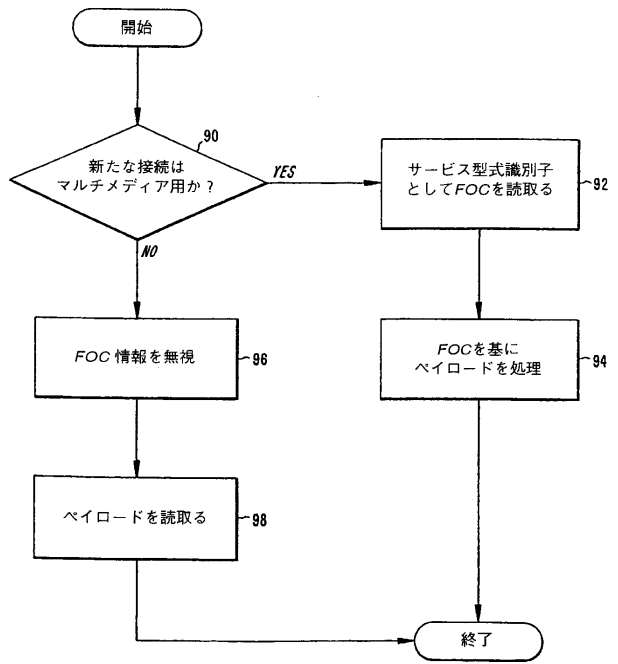 開始
90
新たな接続は
マルチメディア用か？
YES
サービス型式識別子
としてFOCを読取る
92
NO
FOC 情報を無視
96
FOCを基に
ペイロードを処理
94
ペイロードを読取る
98
終了